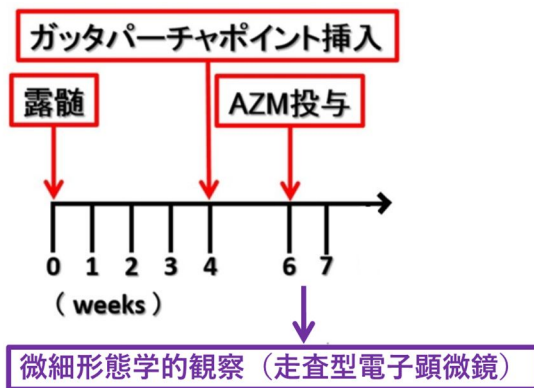 ガッタパーチャポイント挿入
露髄
AZM投与
0 1 2 3 4 6 7
( weeks )
微細形態学的観察（走査型電子顕微鏡）